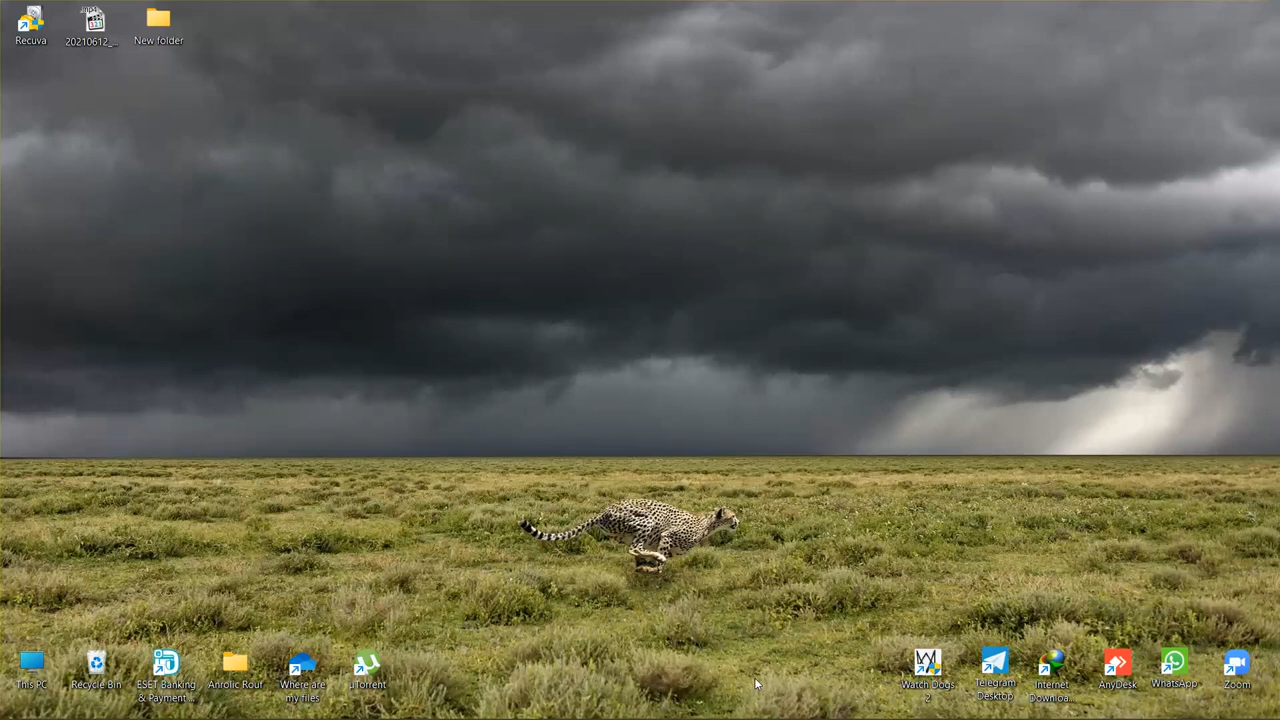 Recuva
20210612_...
New folder
This PC
Recycle Bin
ESET Banking
& Payment...
Anrolic Rouf
Where are
my files
uTorrent
Watch Dogs
2
Telegram
Desktop
Internet
Downloa...
AnyDesk
WhatsApp
Zoom